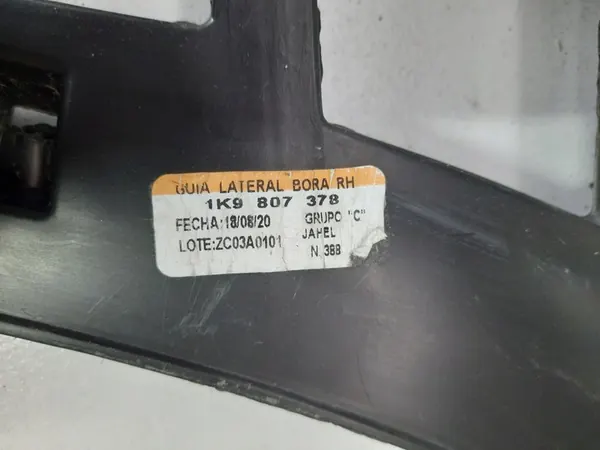 GUIA LATERAL BORA RH
1K9 807 378
FECHA:18/08/20 GRUPO "C"
LOTE:ZC03A0101 JAHEL
N 388